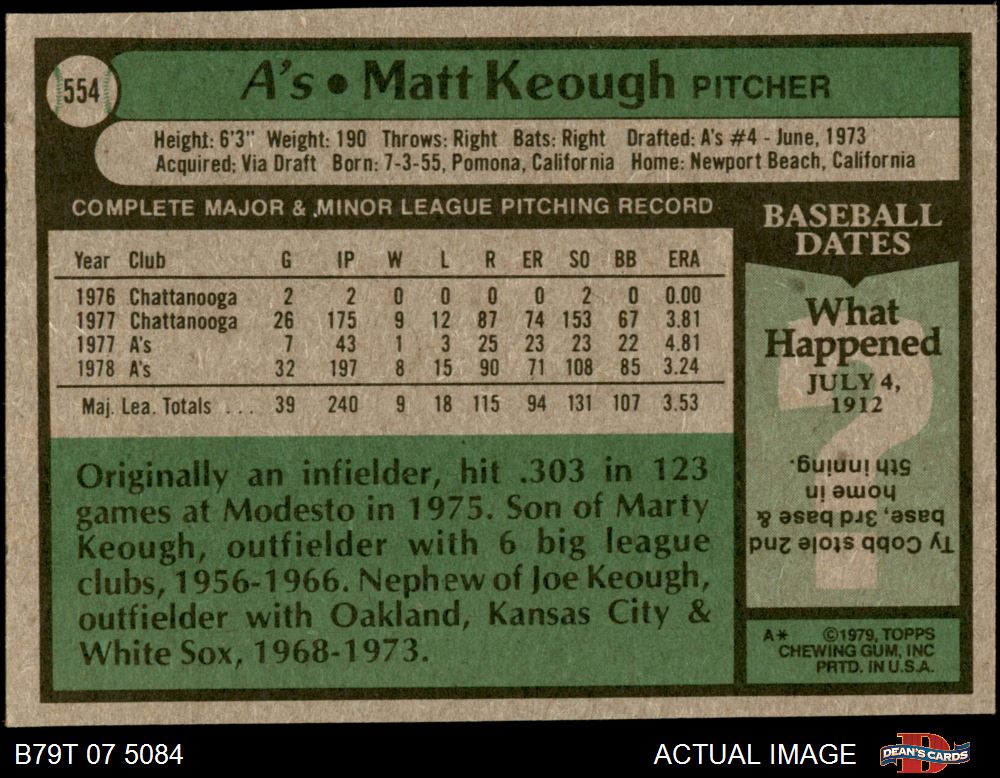 554
A's • Matt Keough PITCHER
Height: 6'3" Weight: 190 Throws: Right Bats: Right Drafted: A's #4 - June, 1973
Acquired: Via Draft Born: 7-3-55, Pomona, California Home: Newport Beach, California
COMPLETE MAJOR & MINOR LEAGUE PITCHING RECORD
Year Club G IP W L R ER SO BB ERA
1976 Chattanooga 2 2 0 0 0 0 2 0 0.00
1977 Chattanooga 26 175 9 12 87 74 153 67 3.81
1977 A's 7 43 1 3 25 23 23 22 4.81
1978 A's 32 197 8 15 90 71 108 85 3.24
Maj. Lea. Totals ... 39 240 9 18 115 94 131 107 3.53
Originally an infielder, hit .303 in 123
games at Modesto in 1975. Son of Marty
Keough, outfielder with 6 big league
clubs, 1956-1966. Nephew of Joe Keough,
outfielder with Oakland, Kansas City &
White Sox, 1968-1973.
BASEBALL
DATES
What
Happened
JULY 4,
1912
?
Ty Cobb stole 2nd
base, 3rd base &
home in
5th inning.
A* ©1979, TOPPS
CHEWING GUM, INC
PRTD. IN U.S.A.
B79T 07 5084
ACTUAL IMAGE
D
DEAN'S CARDS